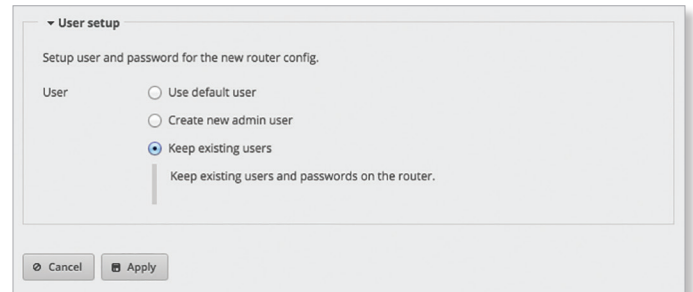 User setup
Setup user and password for the new router config.
User
Use default user
Create new admin user
Keep existing users
Keep existing users and passwords on the router.
Cancel
Apply